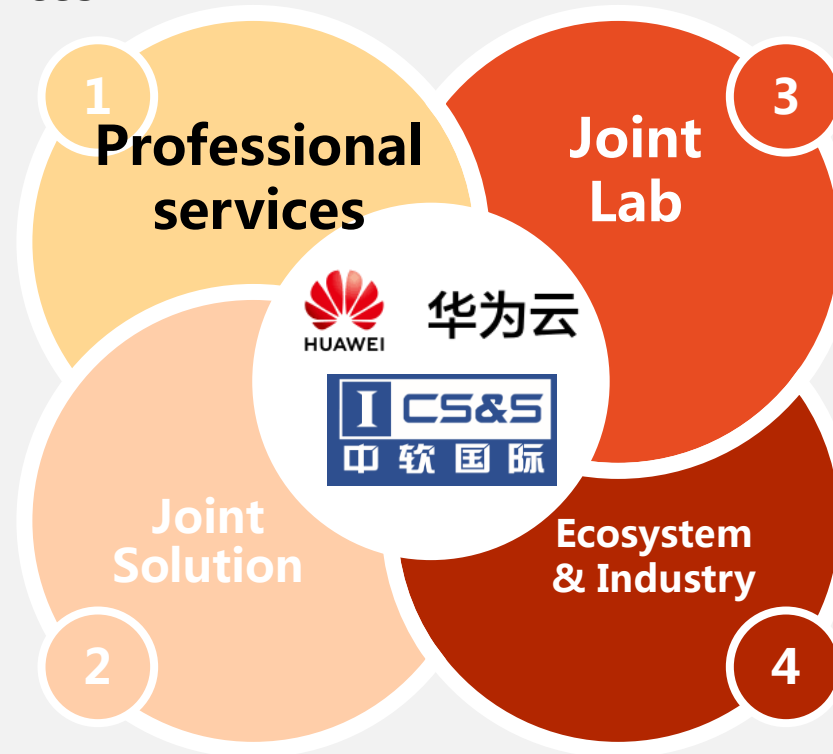 1
Professional
services
3
Joint
Lab
HUAWEI
华为云
I CS&S
中软国际
Joint
Solution
2
Ecosystem
& Industry
4